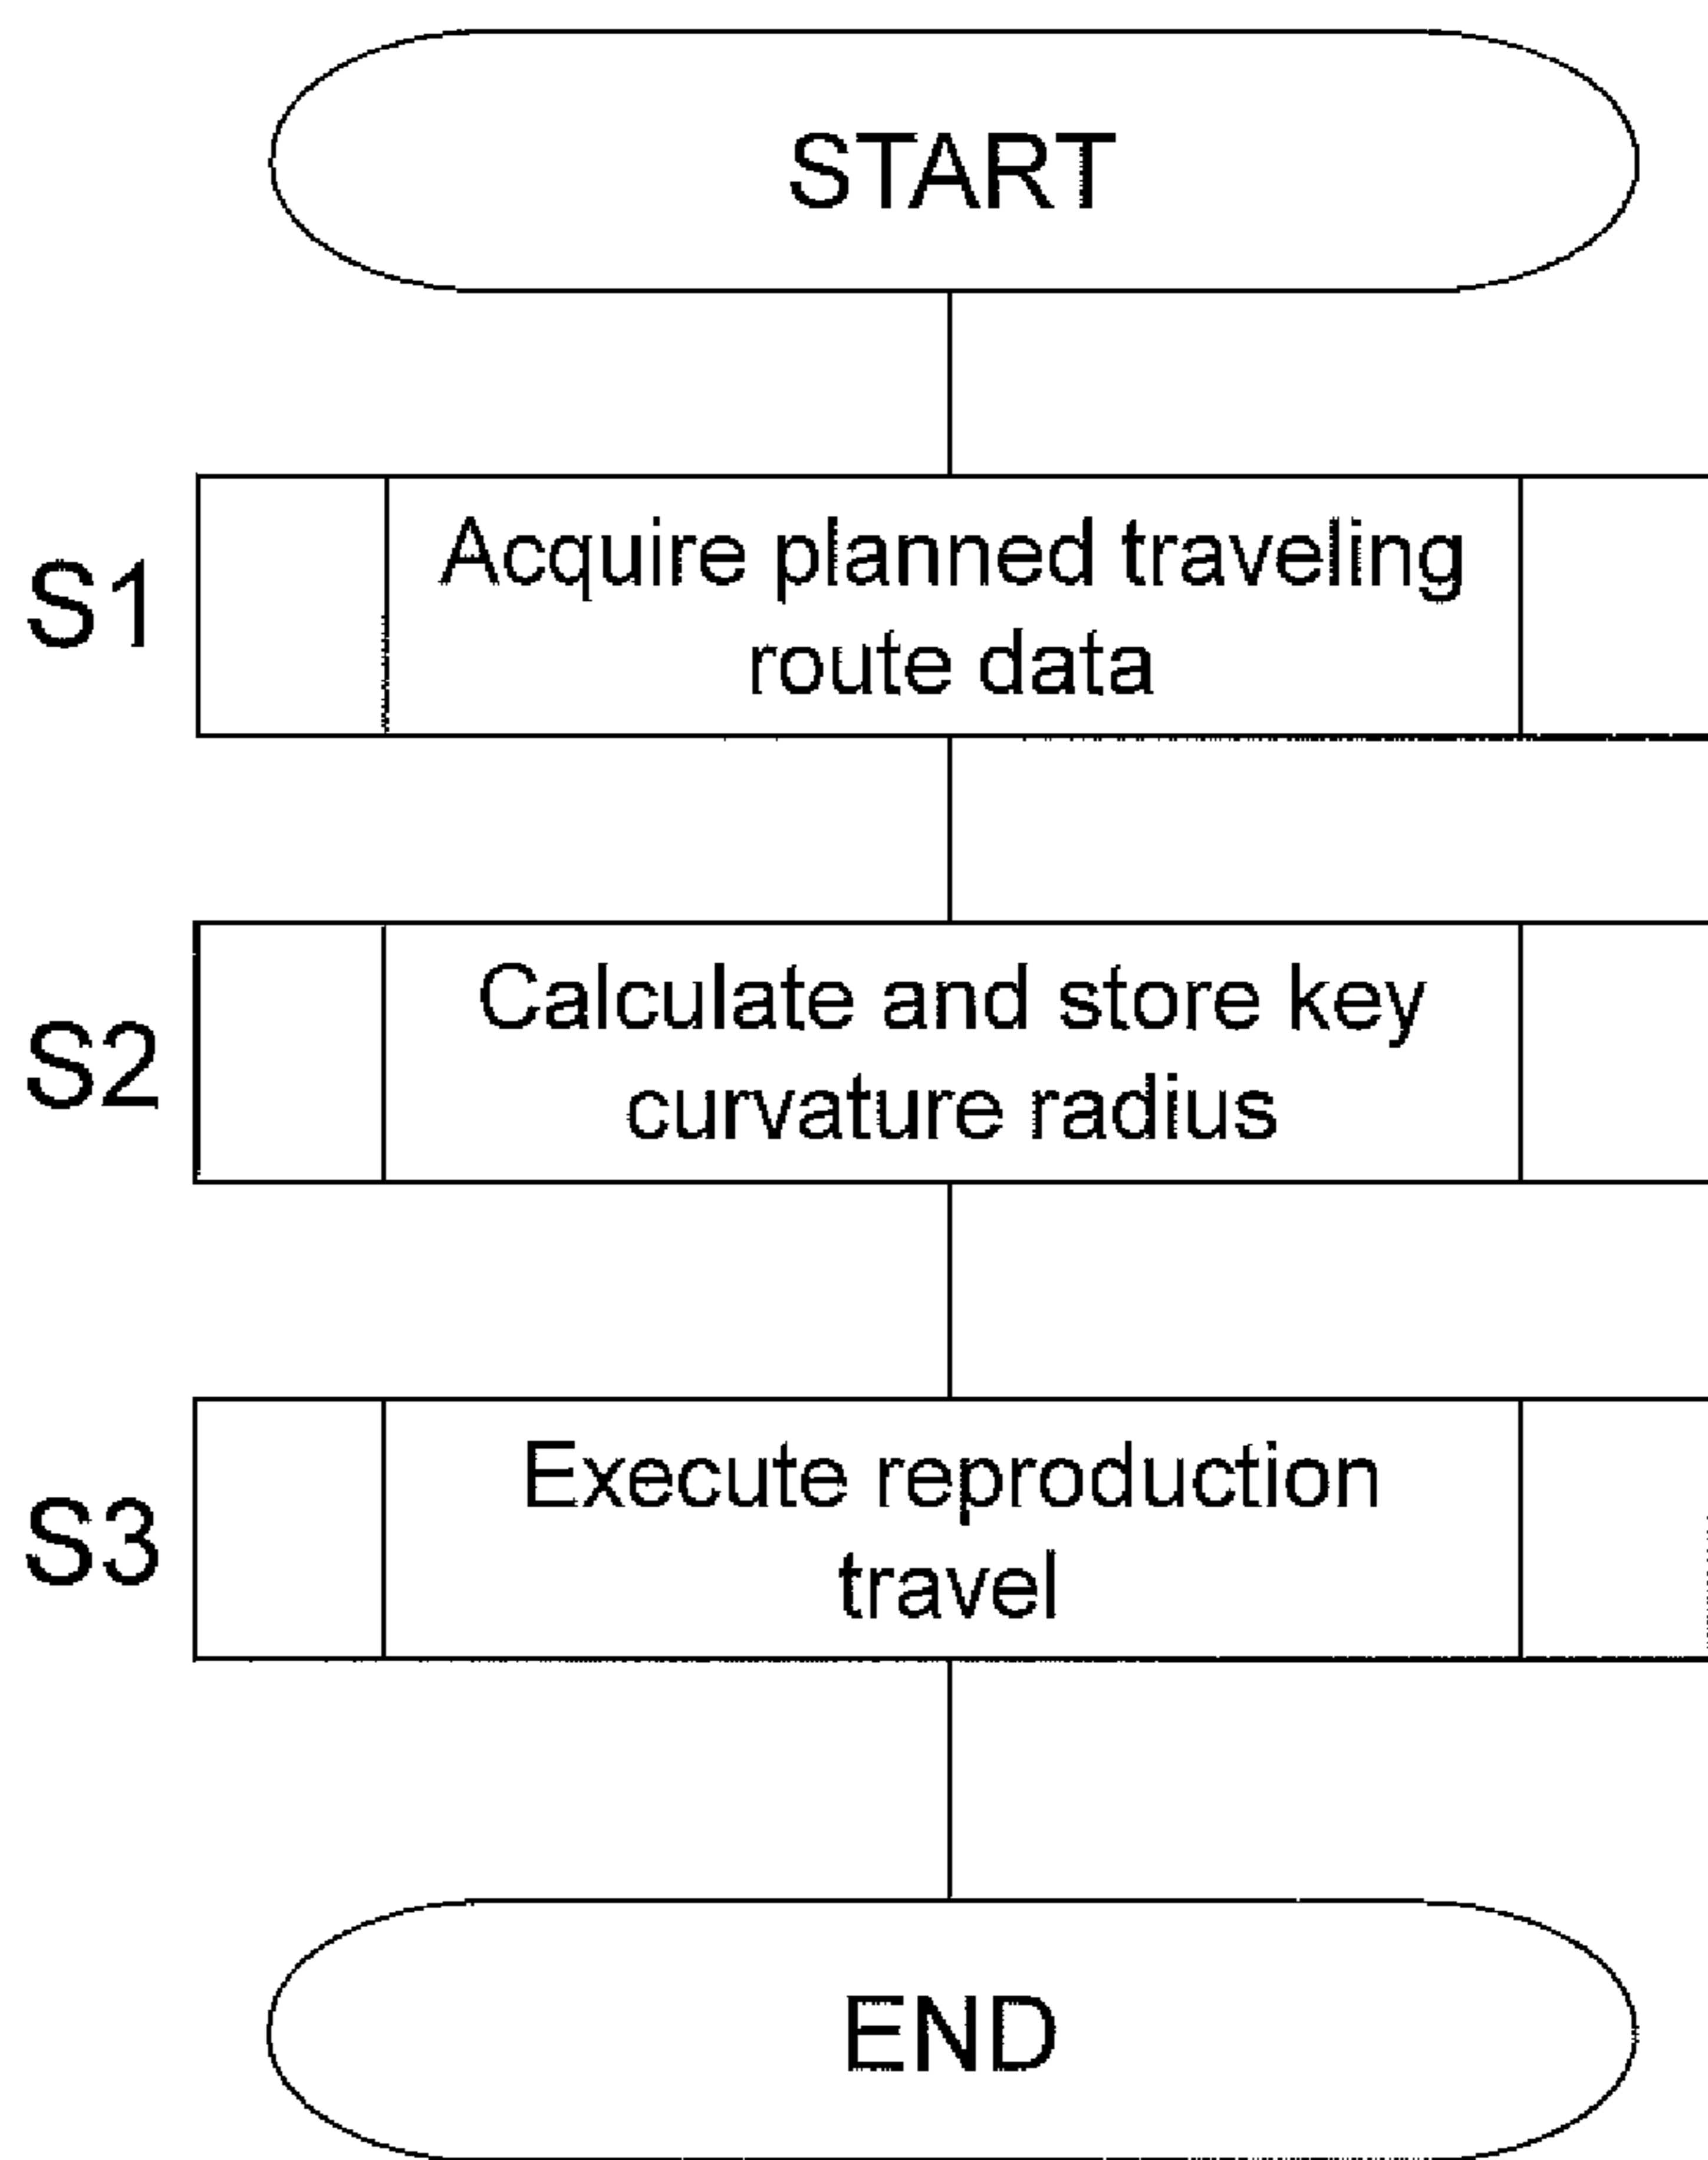 START
S1
Acquire planned traveling
route data
S2
Calculate and store key
curvature radius
S3
Execute reproduction
travel
END